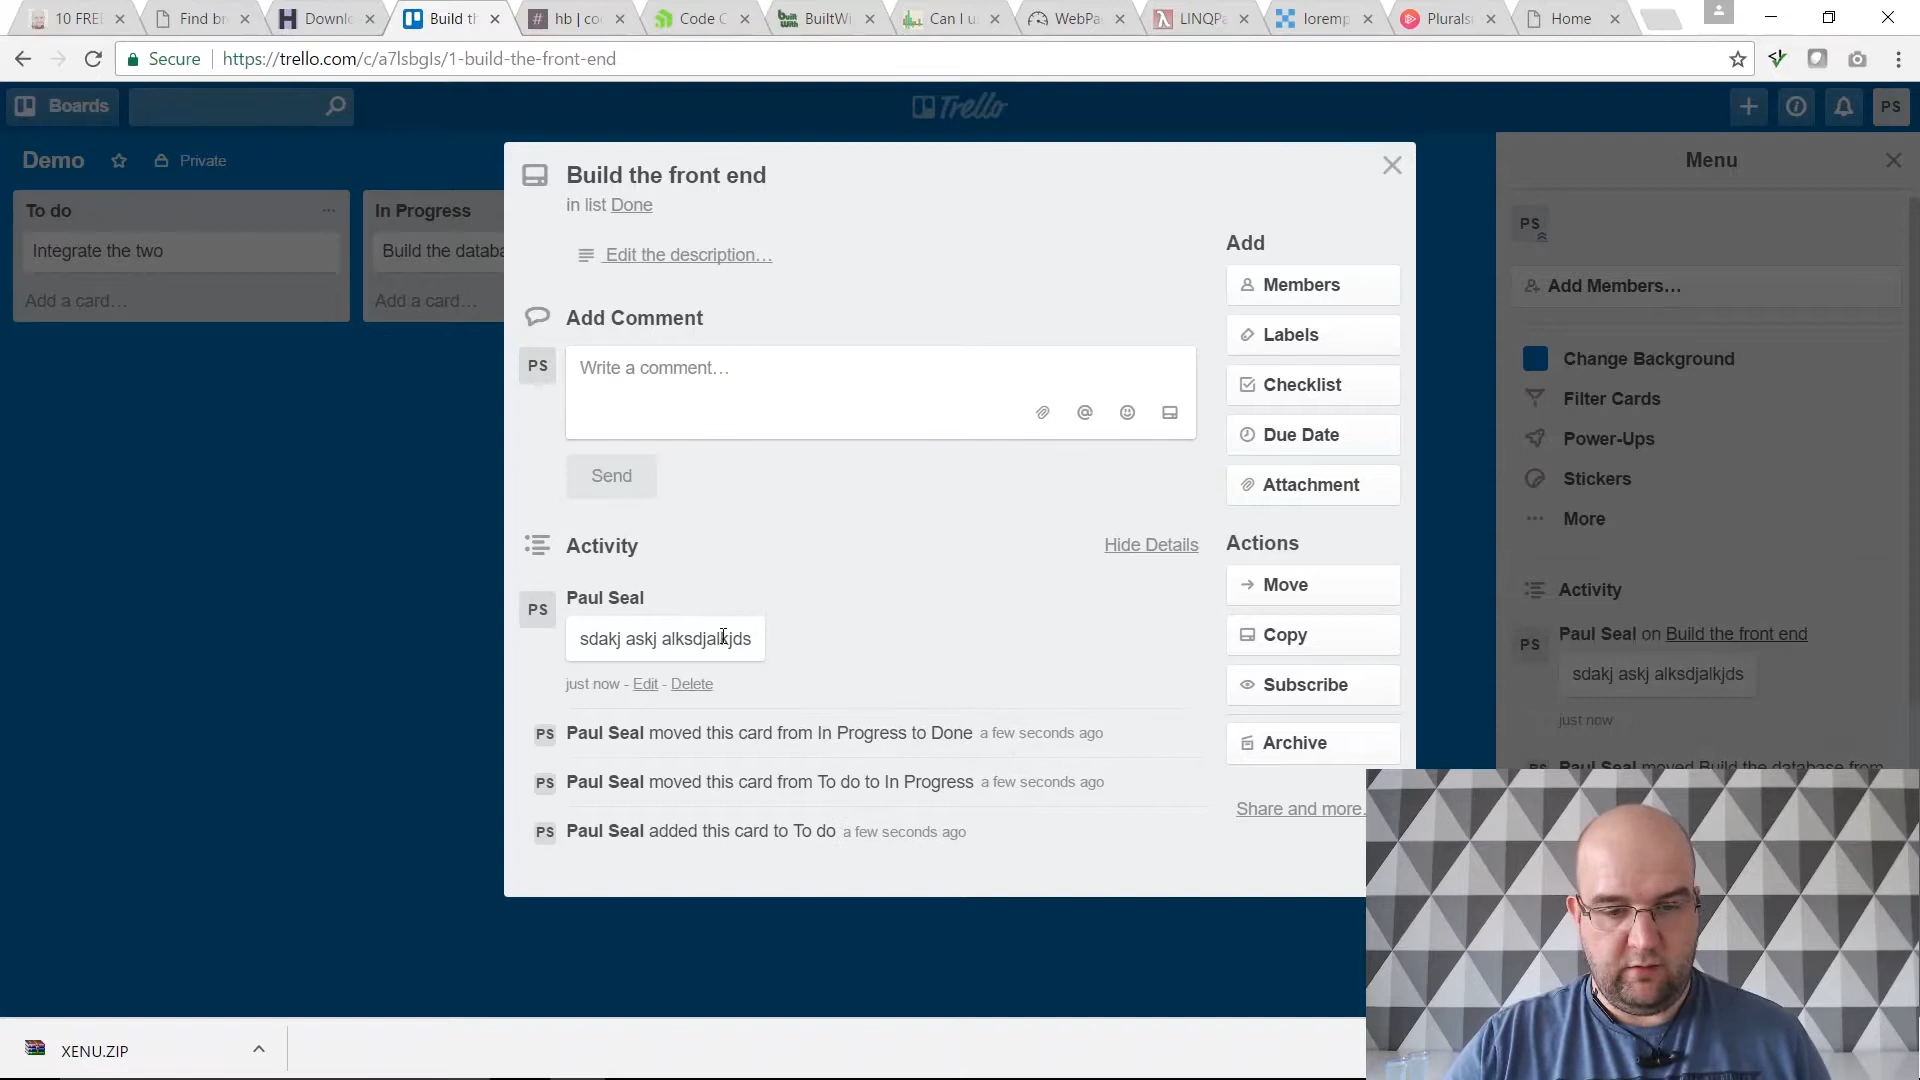 10 FRE
Find br
Downlo
Build th
hb | co
Code C
BuiltWi
Can I u
WebPa
LINQPa
loremp
Plurals
Home
Secure
https://trello.com/c/a7lsbgIs/1-build-the-front-end
Boards
Trello
PS
Demo
Private
To do
Integrate the two
Add a card…
In Progress
Build the databa
Add a card…
Build the front end
in list Done
Edit the description…
Add Comment
PS
Write a comment…
Send
Activity
Hide Details
PS
Paul Seal
sdakj askj alksdjalkjds
just now - Edit - Delete
PS Paul Seal moved this card from In Progress to Done a few seconds ago
PS Paul Seal moved this card from To do to In Progress a few seconds ago
PS Paul Seal added this card to To do a few seconds ago
Add
Members
Labels
Checklist
Due Date
Attachment
Actions
Move
Copy
Subscribe
Archive
Share and more.
Menu
PS
Add Members…
Change Background
Filter Cards
Power-Ups
Stickers
More
Activity
PS
Paul Seal on Build the front end
sdakj askj alksdjalkjds
just now
Paul Seal moved Build the database from
XENU.ZIP